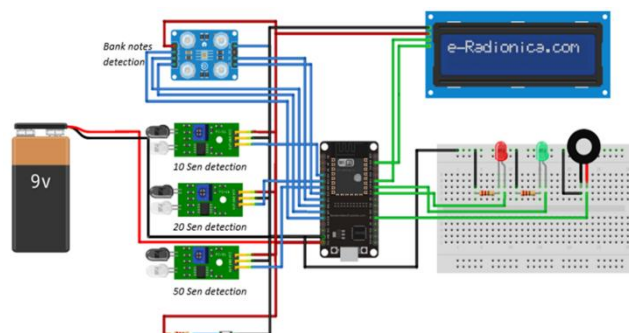 Bank notes
detection
e-Radionica.com
9v
10 Sen detection
20 Sen detection
50 Sen detection